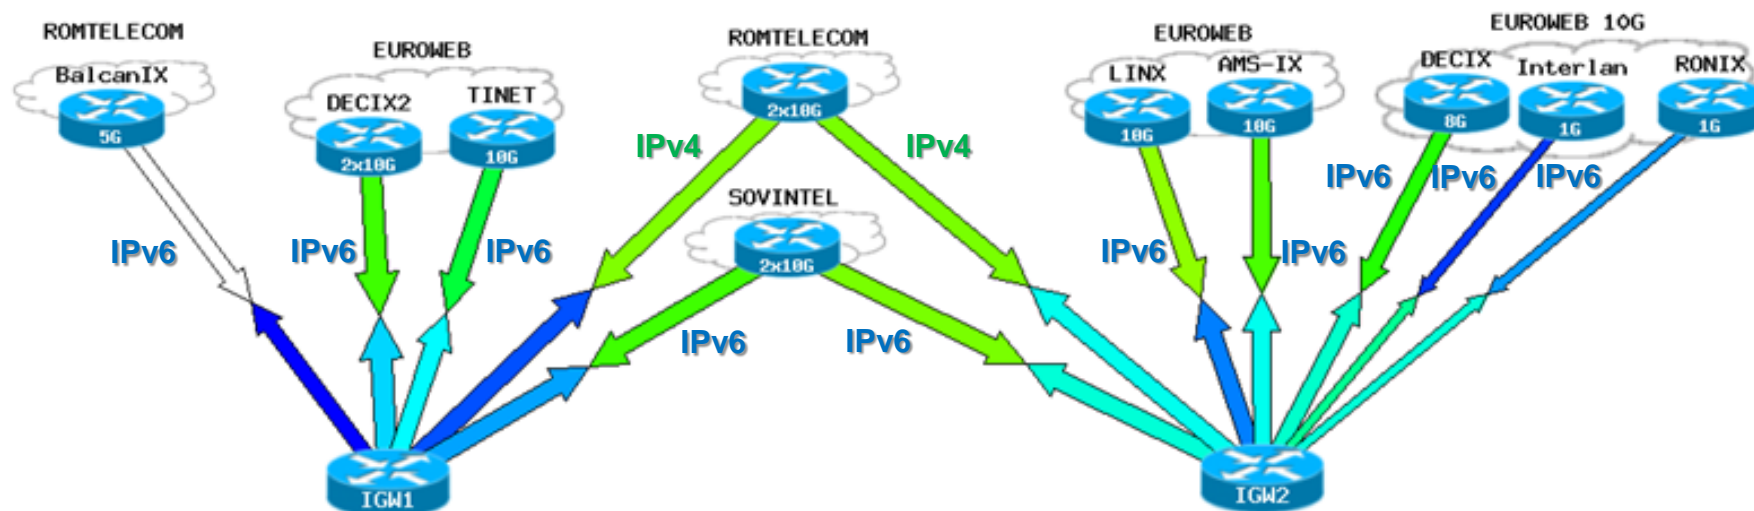 ROMTELECOM
BalcanIX
5G
EUROWEB
DECIX2
TINET
2x10G
10G
ROMTELECOM
2x10G
EUROWEB
LINX
AMS-IX
10G
10G
EUROWEB 10G
DECIX
Interlan
RONIX
8G
1G
1G
IPv4
IPv4
SOVINTEL
2x10G
IPv6
IPv6
IPv6
IPv6
IPv6
IPv6
IPv6
IPv6
IPv6
IPv6
IGW1
IGW2